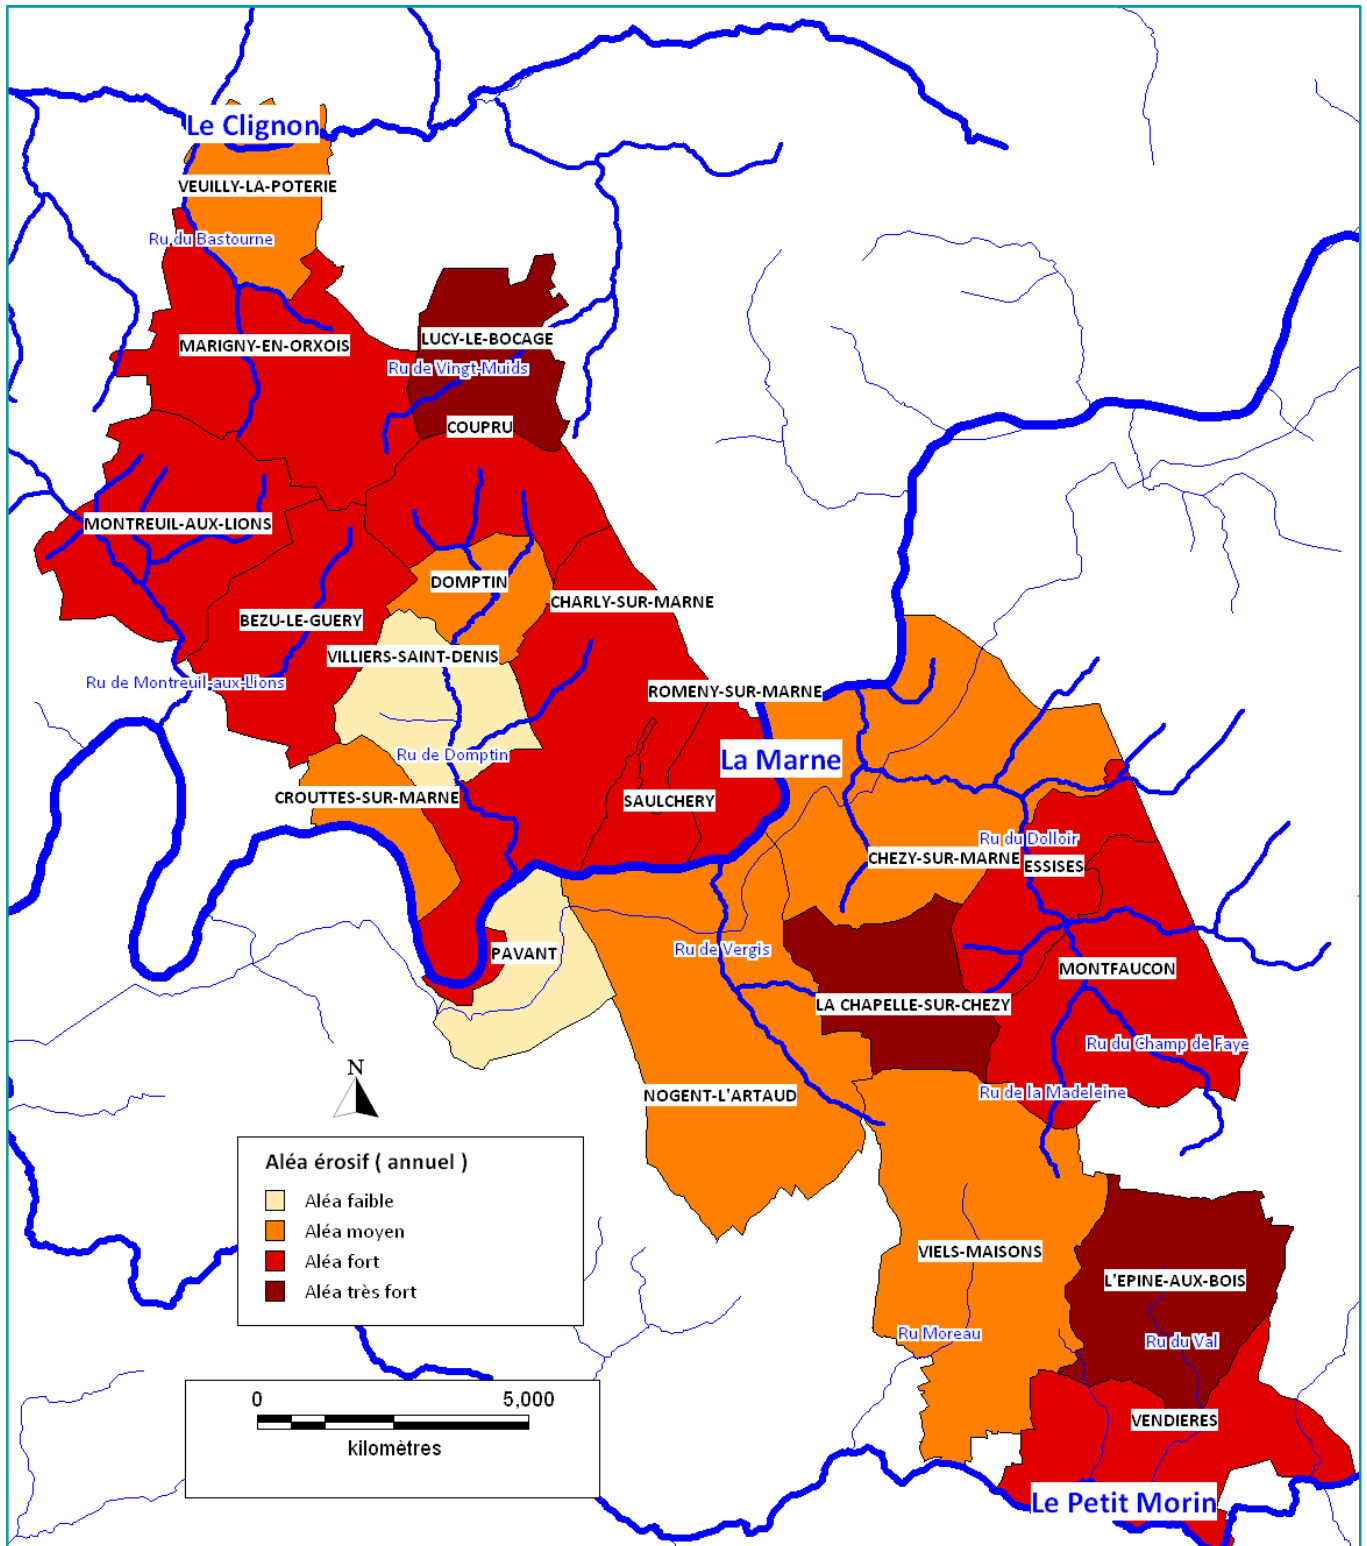 Le Clignon
VEUILLY-LA-POTERIE
Ru du Bastourne
LUCY-LE-BOCAGE
MARIGNY-EN-ORXOIS
Ru de Vingt-Muids
COUPRU
MONTREUIL-AUX-LIONS
DOMPTIN
CHARLY-SUR-MARNE
BEZU-LE-GUERY
VILLIERS-SAINT-DENIS
Ru de Montreuil-aux-Lions
ROMENY-SUR-MARNE
Ru de Domptin
La Marne
CROUTTES-SUR-MARNE
SAULCHERY
Ru du Dolloir
CHEZY-SUR-MARNE
ESSISES
Ru de Vergis
PAVANT
MONTFAUCON
LA CHAPELLE-SUR-CHEZY
Ru du Champ de Faye
N
NOGENT-L'ARTAUD
Ru de la Madeleine
Aléa érosif ( annuel )
Aléa faible
Aléa moyen
Aléa fort
Aléa très fort
VIELS-MAISONS
L'EPINE-AUX-BOIS
Ru Moreau
Ru du Val
0 5,000
kilomètres
VENDIERES
Le Petit Morin